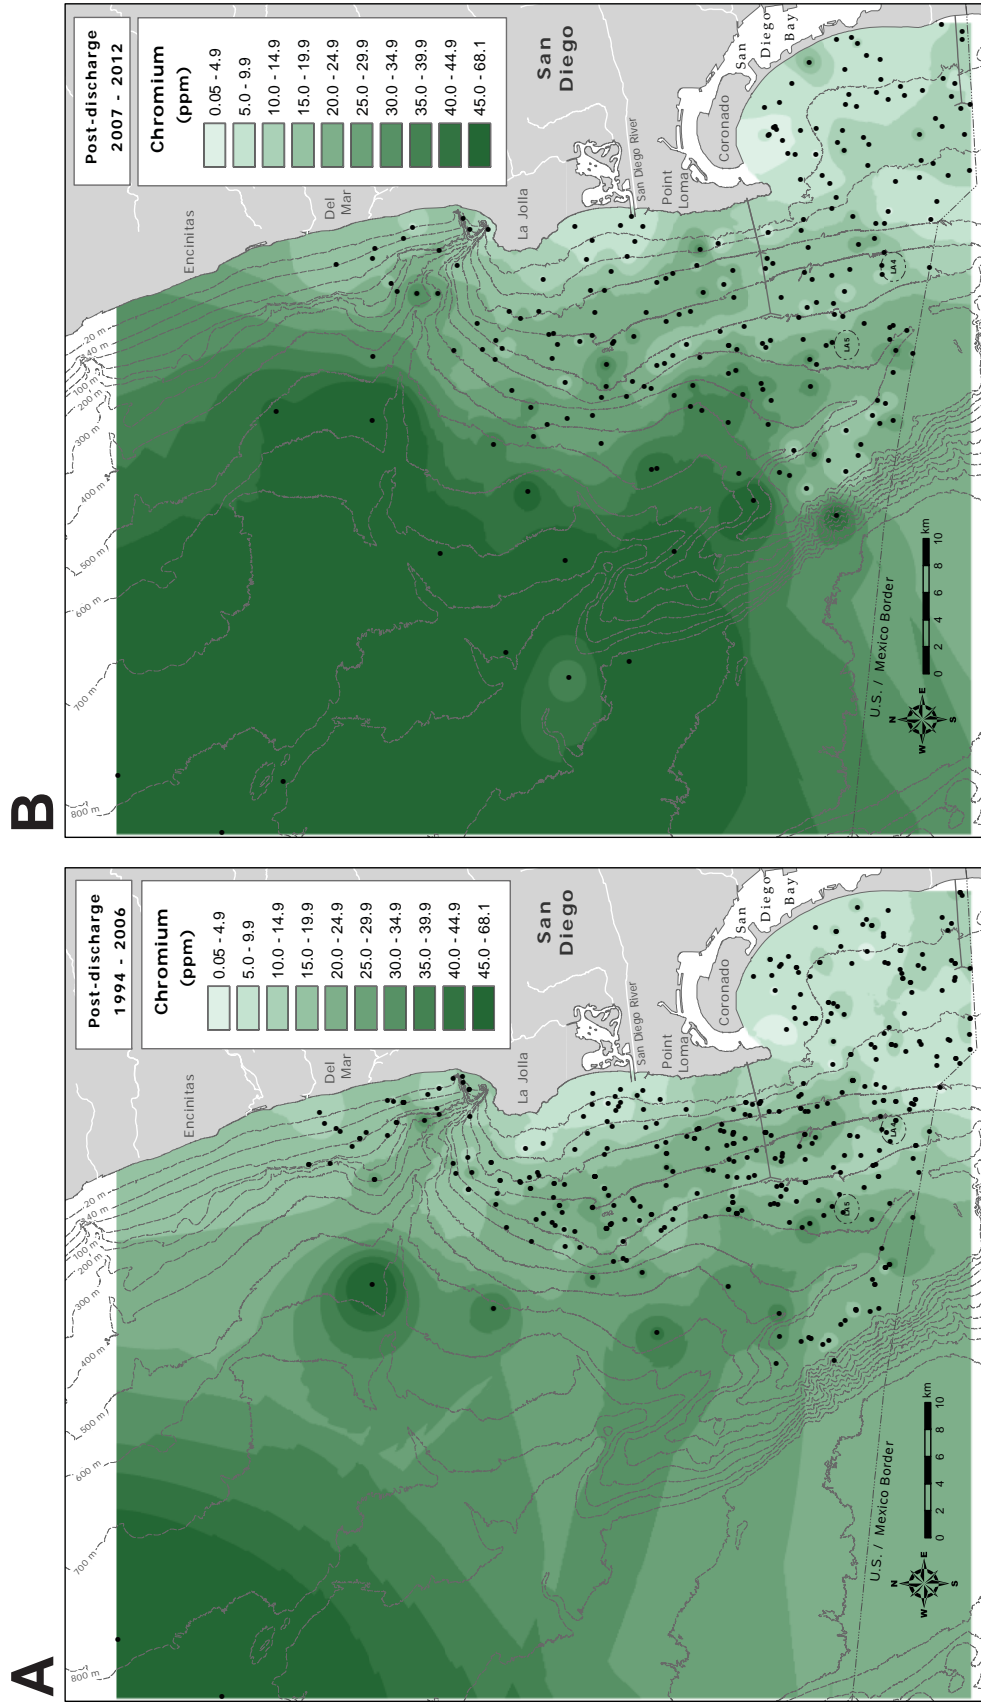 A
Post-discharge
1994 - 2006
Chromium
(ppm)
0.05 - 4.9
5.0 - 9.9
10.0 - 14.9
15.0 - 19.9
20.0 - 24.9
25.0 - 29.9
30.0 - 34.9
35.0 - 39.9
40.0 - 44.9
45.0 - 68.1
Encinitas
Del
Mar
La Jolla
San
Diego
San Diego River
Point
Loma
Coronado
San
Diego
Bay
20 m
40 m
100 m
200 m
300 m
400 m
500 m
600 m
700 m
800 m
LA5
LA4
U.S. / Mexico Border
N
W
E
S
0 2 4 6 8 10
km
B
Post-discharge
2007 - 2012
Chromium
(ppm)
0.05 - 4.9
5.0 - 9.9
10.0 - 14.9
15.0 - 19.9
20.0 - 24.9
25.0 - 29.9
30.0 - 34.9
35.0 - 39.9
40.0 - 44.9
45.0 - 68.1
Encinitas
Del
Mar
La Jolla
San
Diego
San Diego River
Point
Loma
Coronado
San
Diego
Bay
20 m
40 m
100 m
200 m
300 m
400 m
500 m
600 m
700 m
800 m
LA5
LA4
U.S. / Mexico Border
N
W
E
S
0 2 4 6 8 10
km